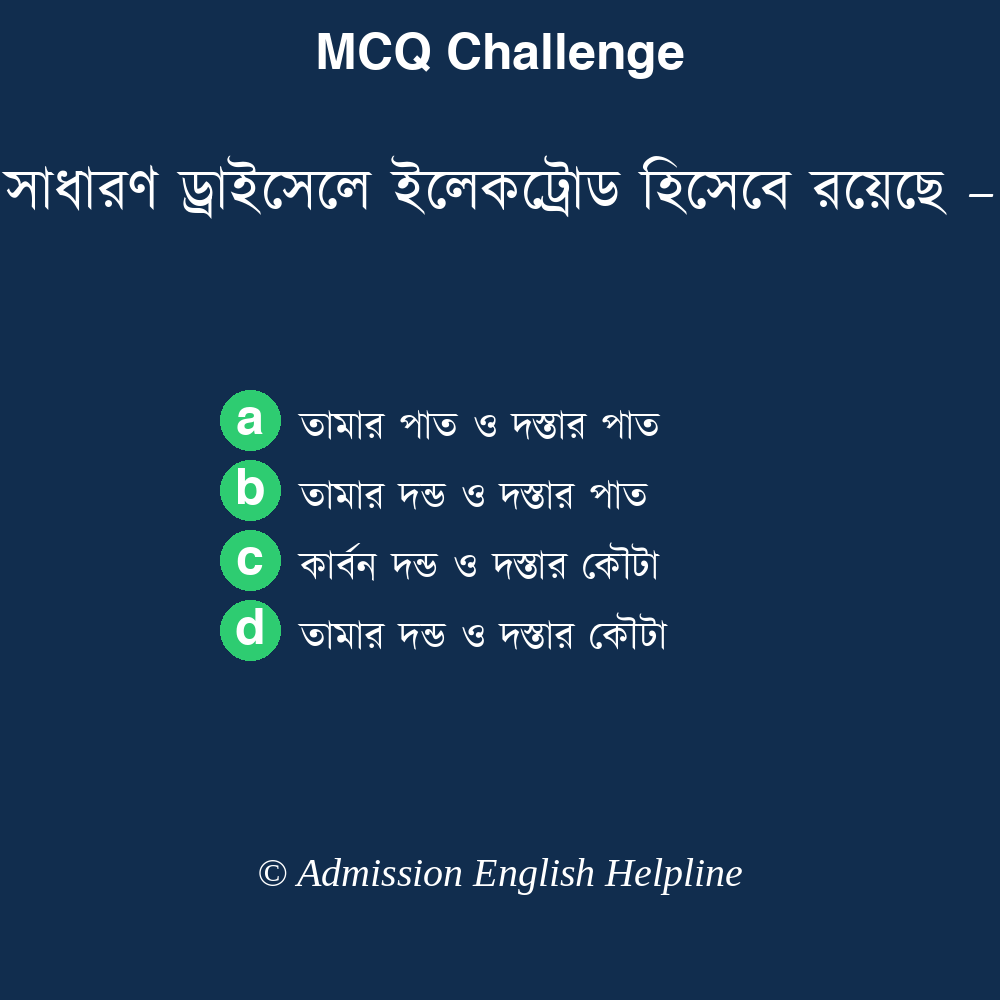 MCQ Challenge
সাধারণ ড্রাইসেলে ইলেকট্রোড হিসেবে রয়েছে –
a তামার পাত ও দস্তার পাত
b তামার দন্ড ও দস্তার পাত
c কার্বন দন্ড ও দস্তার কৌটা
d তামার দন্ড ও দস্তার কৌটা
© Admission English Helpline